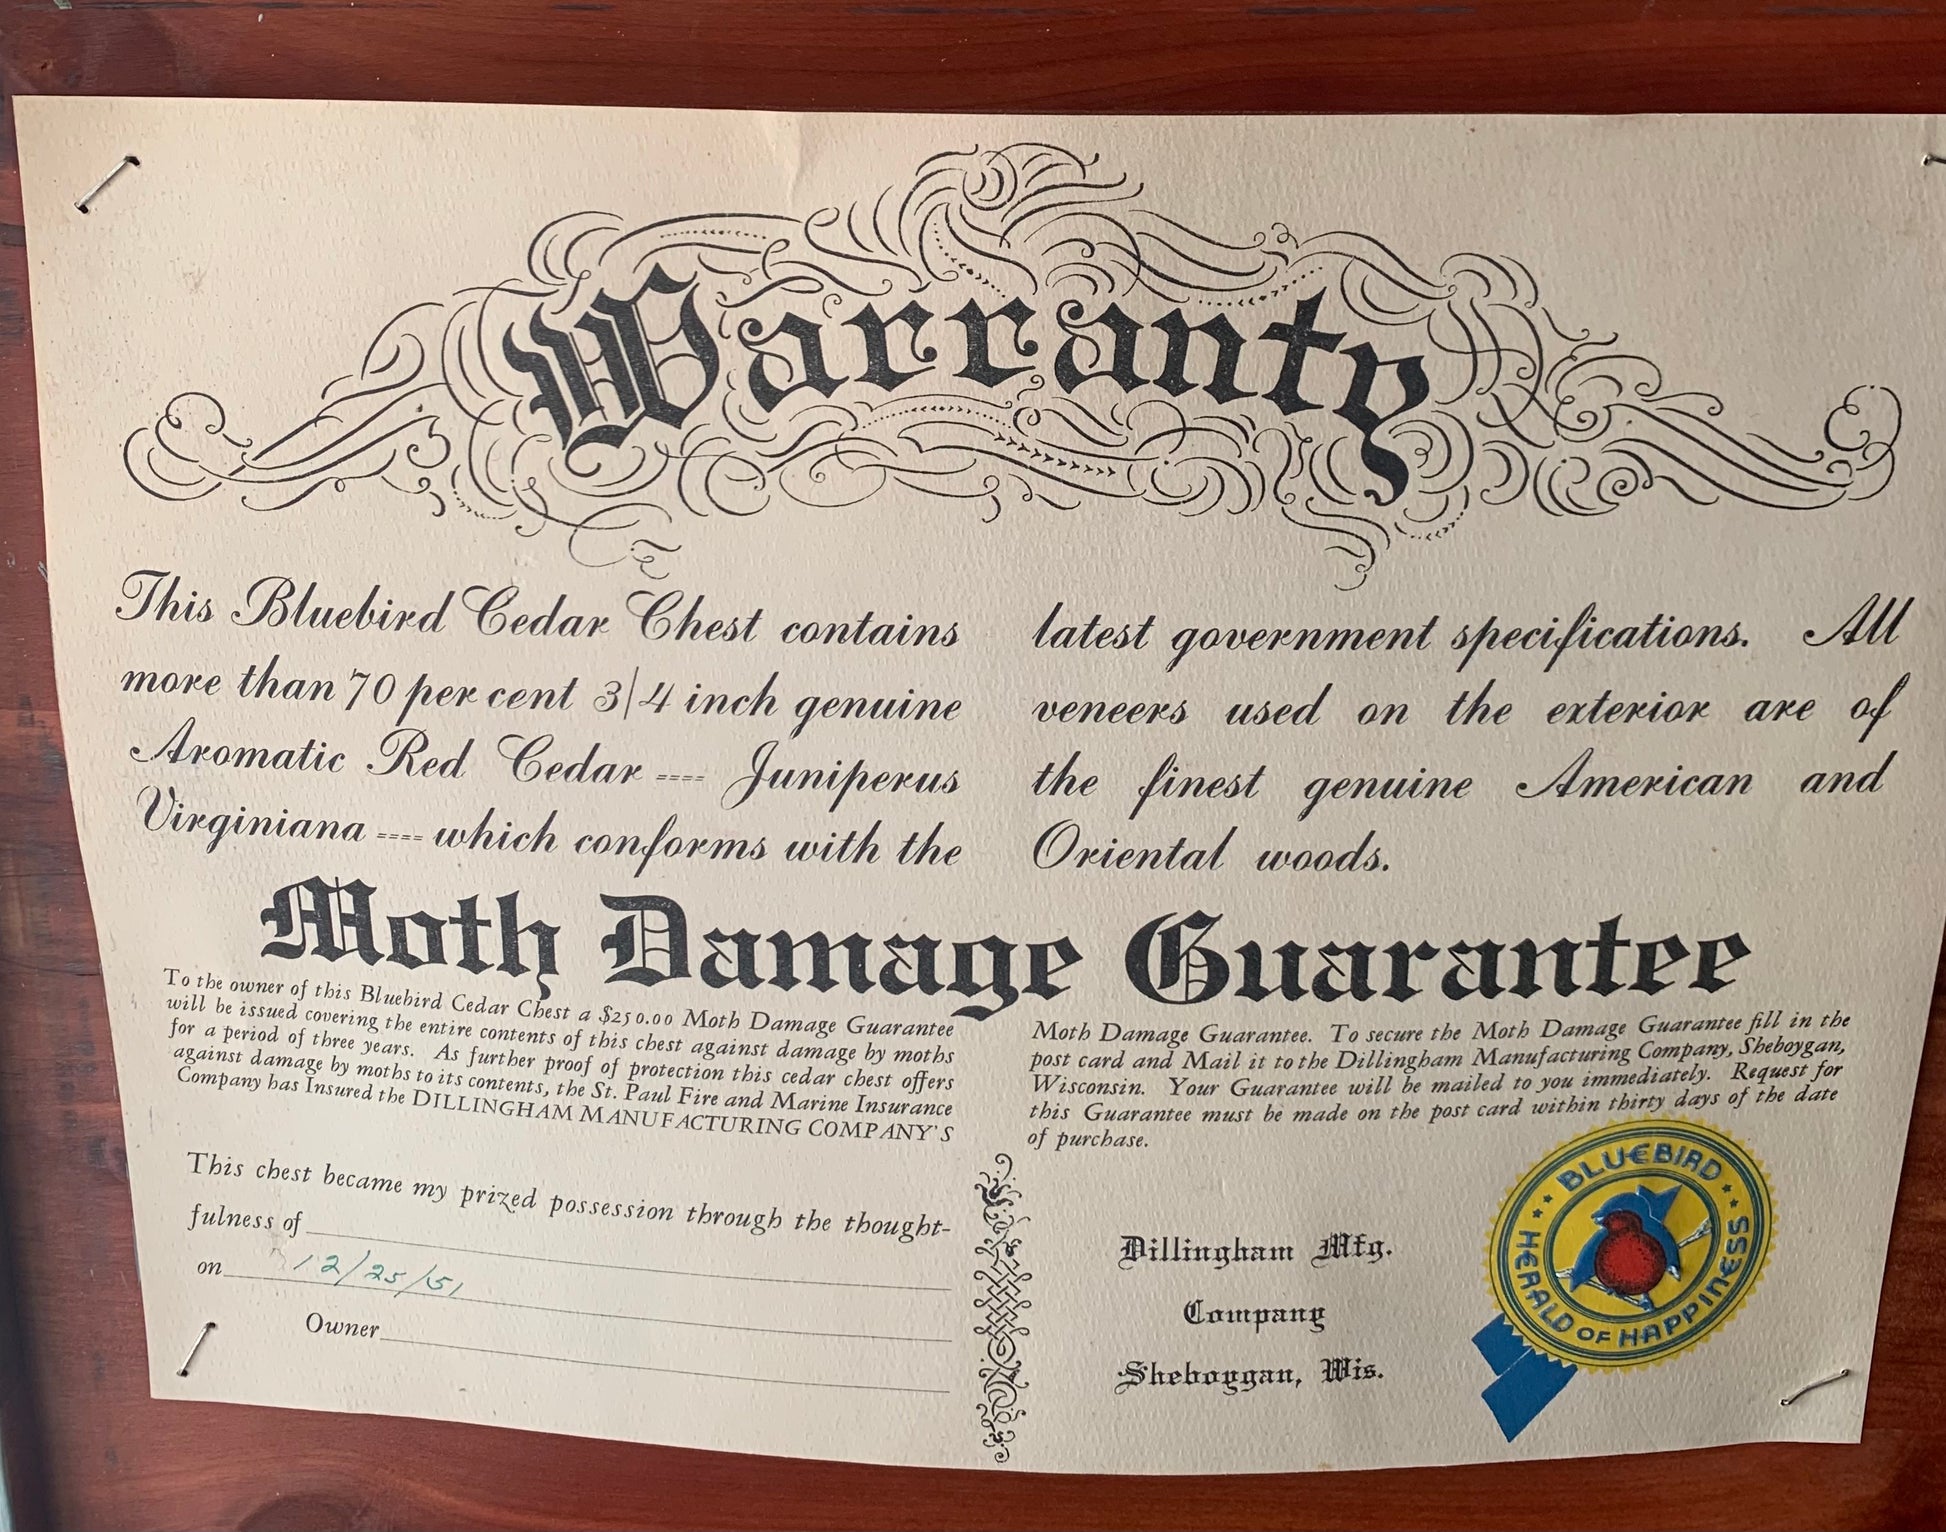 Warranty
This Bluebird Cedar Chest contains
more than 70 per cent 3/4 inch genuine
Aromatic Red Cedar ---- Juniperus
Virginiana ---- which conforms with the
latest government specifications. All
veneers used on the exterior are of
the finest genuine American and
Oriental woods.
Moth Damage Guarantee
To the owner of this Bluebird Cedar Chest a $250.00 Moth Damage Guarantee
will be issued covering the entire contents of this chest against damage by moths
for a period of three years. As further proof of protection this cedar chest offers
against damage by moths to its contents, the St. Paul Fire and Marine Insurance
Company has Insured the DILLINGHAM MANUFACTURING COMPANY'S
Moth Damage Guarantee. To secure the Moth Damage Guarantee fill in the
post card and Mail it to the Dillingham Manufacturing Company, Sheboygan,
Wisconsin. Your Guarantee will be mailed to you immediately. Request for
this Guarantee must be made on the post card within thirty days of the date
of purchase.
This chest became my prized possession through the thought-
fulness of
on 12/25/51
Owner
Dillingham Mfg.
Company
Sheboygan, Wis.
BLUEBIRD
HERALD OF HAPPINESS